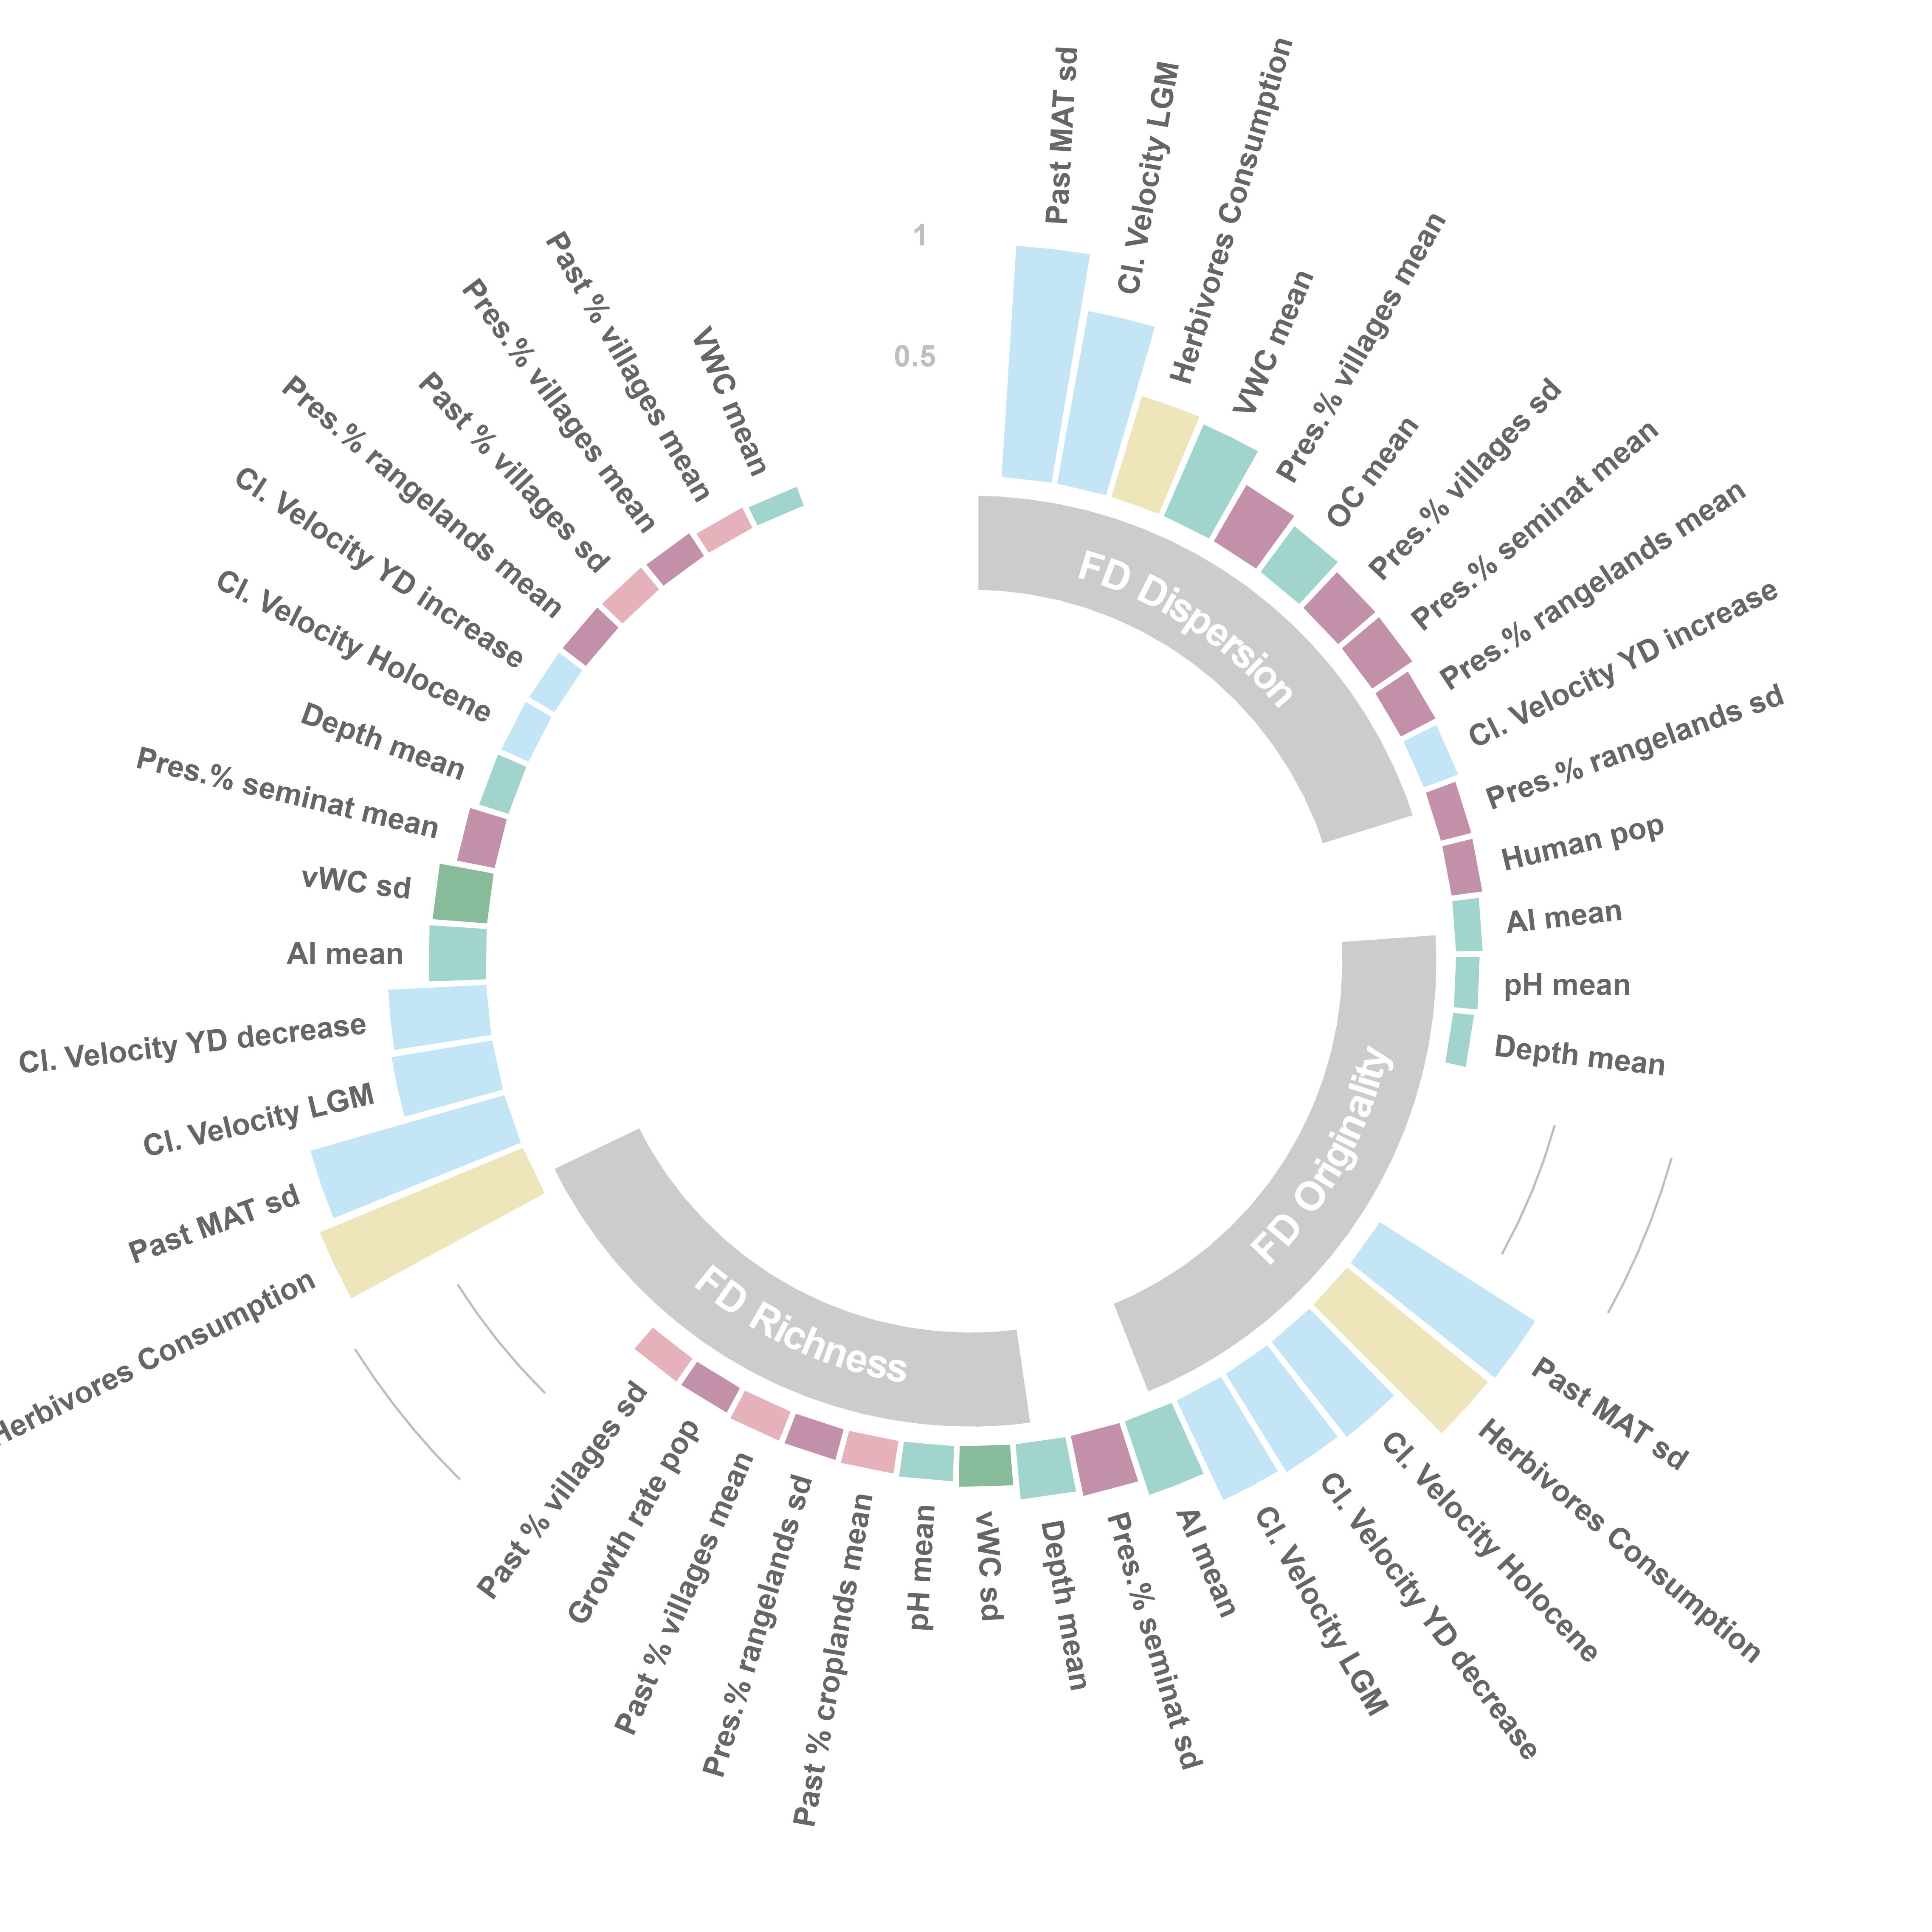 1
0.5
Past MAT sd
Cl. Velocity LGM
Herbivores Consumption
VWC mean
Pres.% villages mean
OC mean
Pres.% villages sd
Pres.% seminat mean
Pres.% rangelands mean
Cl. Velocity YD increase
Pres.% rangelands sd
Human pop
AI mean
pH mean
Depth mean
Past MAT sd
Herbivores Consumption
Cl. Velocity Holocene
Cl. Velocity YD decrease
Cl. Velocity LGM
AI mean
Pres.% seminat sd
Depth mean
vWC sd
pH mean
Past % croplands mean
Pres.% rangelands sd
Past % villages mean
Growth rate pop
Past % villages sd
Herbivores Consumption
Past MAT sd
Cl. Velocity LGM
Cl. Velocity YD decrease
AI mean
vWC sd
Pres.% seminat mean
Depth mean
Cl. Velocity Holocene
Cl. Velocity YD increase
Pres.% rangelands mean
Past % villages sd
Pres.% villages mean
Past % villages mean
VWC mean
FD Dispersion
FD Originality
FD Richness